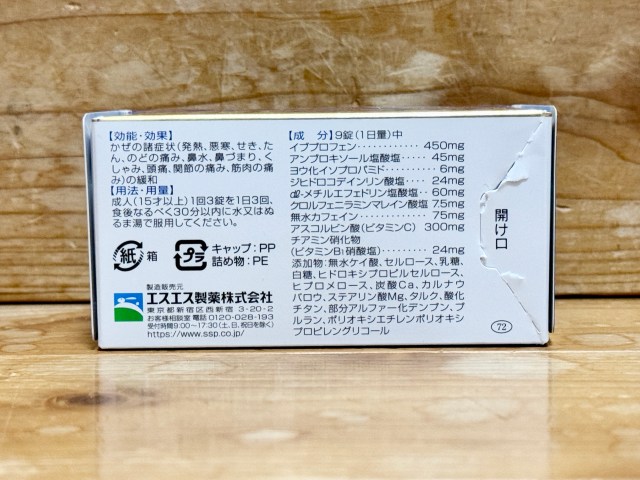 【効能・効果】
かぜの諸症状(発熱、悪寒、せき、た
ん、のどの痛み、鼻水、鼻づまり、く
しゃみ、頭痛、関節の痛み、筋肉の痛
み)の緩和
【用法・用量】
成人(15才以上)1回3錠を1日3回、
食後なるべく30分以内に水又はぬ
るま湯で服用してください。
紙 箱
プラ キャップ:PP
詰め物:PE
製造販売元
エスエス製薬株式会社
東京都新宿区西新宿 3-20-2
お客様相談室 電話 0120-028-193
受付時間9:00~17:30(土、日、祝日を除く)
https://www.ssp.co.jp/
【成 分】9錠(1日量)中
イブプロフェン············ 450mg
アンブロキソール塩酸塩····· 45mg
ヨウ化イソプロパミド······· 6mg
ジヒドロコデインリン酸塩····· 24mg
dl-メチルエフェドリン塩酸塩·· 60mg
クロルフェニラミンマレイン酸塩 7.5mg
無水カフェイン··········· 75mg
アスコルビン酸(ビタミンC) 300mg
チアミン硝化物
(ビタミンB₁硝酸塩)······· 24mg
添加物:無水ケイ酸、セルロース、乳糖、
白糖、ヒドロキシプロピルセルロース、
ヒプロメロース、炭酸Ca、カルナウ
バロウ、ステアリン酸Mg、タルク、酸化
チタン、部分アルファー化デンプン、プ
ルラン、ポリオキシエチレンポリオキシ
プロピレングリコール
開け口
72